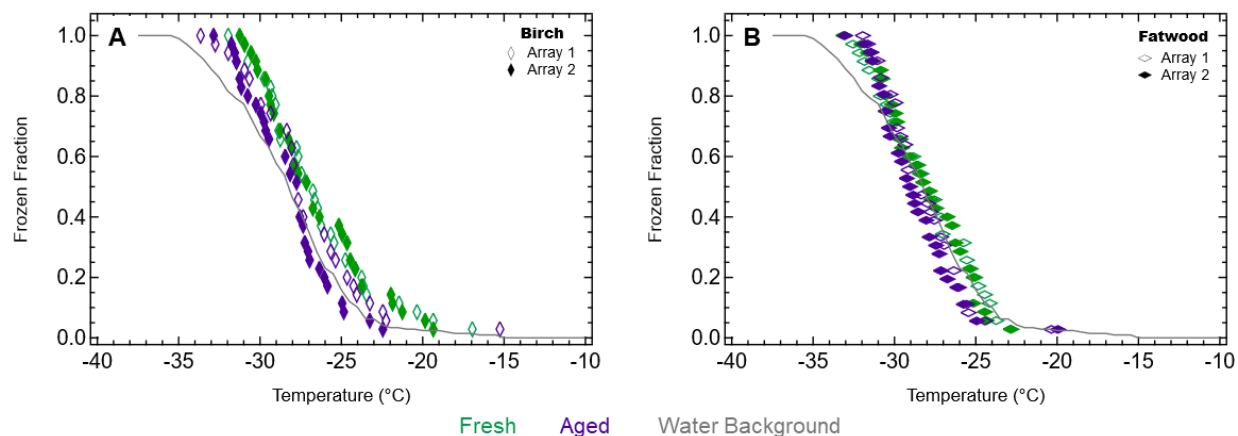 A
Birch
Array 1
Array 2
Frozen Fraction
1.0
0.8
0.6
0.4
0.2
0.0
-40 -35 -30 -25 -20 -15 -10
Temperature (°C)
B
Fatwood
Array 1
Array 2
Frozen Fraction
1.0
0.8
0.6
0.4
0.2
0.0
-40 -35 -30 -25 -20 -15 -10
Temperature (°C)
Fresh Aged Water Background